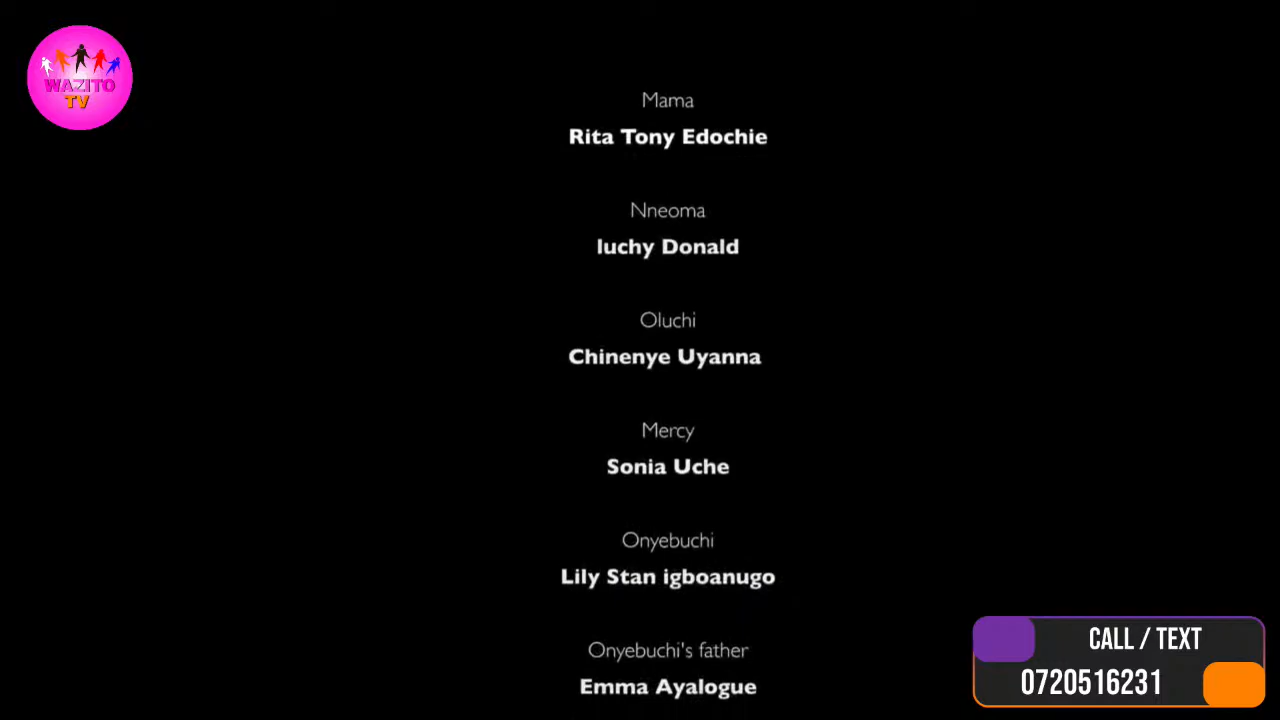 WAZITO
TV
Mama
Rita Tony Edochie
Nneoma
luchy Donald
Oluchi
Chinenye Uyanna
Mercy
Sonia Uche
Onyebuchi
Lily Stan igboanugo
Onyebuchi's father
Emma Ayalogue
CALL / TEXT
0720516231